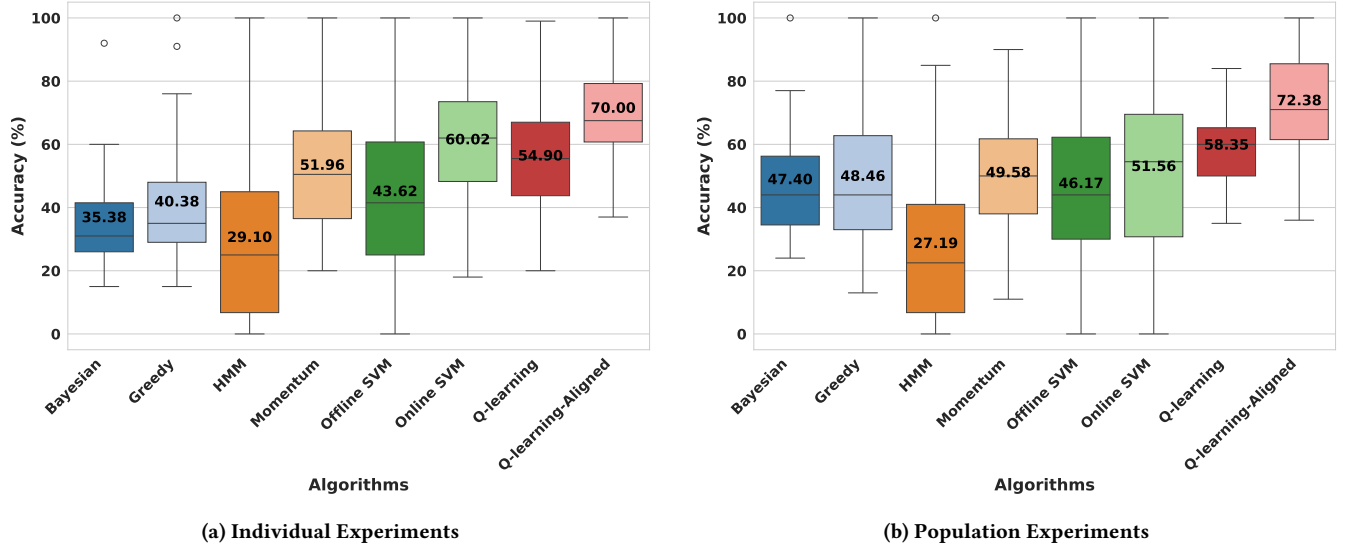 100
80
60
40
20
0
Accuracy (%)
35.38
40.38
29.10
51.96
43.62
60.02
54.90
70.00
Bayesian
Greedy
HMM
Momentum
Offline SVM
Online SVM
Q-learning
Q-learning-Aligned
Algorithms
(a) Individual Experiments
100
80
60
40
20
0
Accuracy (%)
47.40
48.46
27.19
49.58
46.17
51.56
58.35
72.38
Bayesian
Greedy
HMM
Momentum
Offline SVM
Online SVM
Q-learning
Q-learning-Aligned
Algorithms
(b) Population Experiments